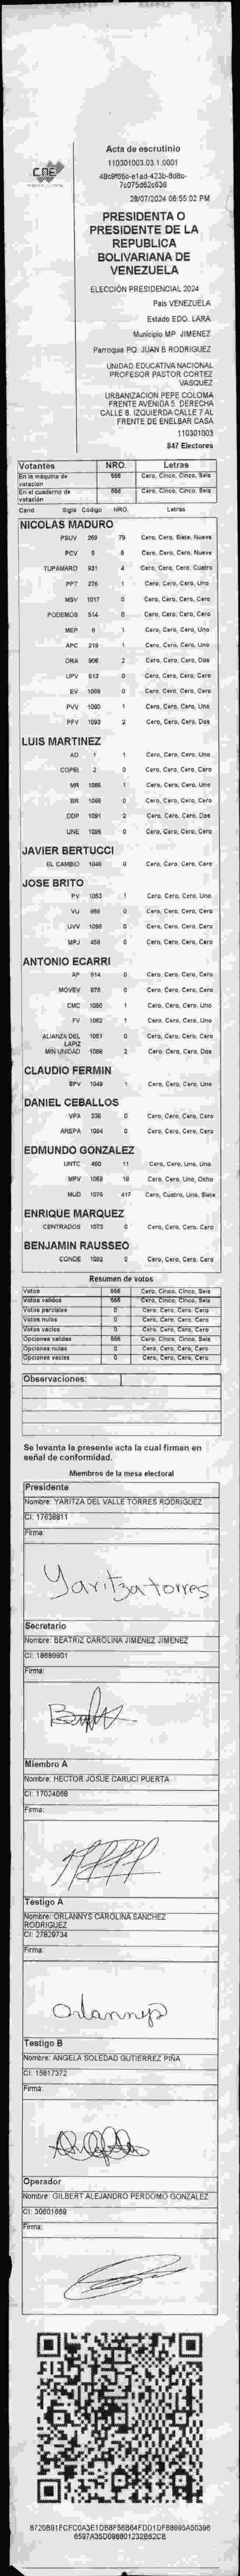 CNE
Acta de escrutinio
110301003.03.1.0001
28/07/2024 06:55:02 PM
PRESIDENTA O
PRESIDENTE DE LA
REPUBLICA
BOLIVARIANA DE
VENEZUELA
ELECCIÓN PRESIDENCIAL 2024
País VENEZUELA
Estado EDO. LARA
Municipio MP. JIMENEZ
Parroquia PQ. JUAN B RODRIGUEZ
UNIDAD EDUCATIVA NACIONAL
PROFESOR PASTOR CORTEZ
VASQUEZ
URBANIZACION PEPE COLOMA
FRENTE AVENIDA 5. DERECHA
CALLE 8. IZQUIERDA CALLE 7 AL
FRENTE DE ENELBAR CASA
110301003
847 Electores
Votantes NRO. Letras
En la máquina de votación 556 Cero, Cinco, Cinco, Seis
En el cuaderno de votación 556 Cero, Cinco, Cinco, Seis
Cand Sigla Código NRO. Letras
NICOLAS MADURO
PSUV 269 79 Cero, Cero, Siete, Nueve
PCV 9 Cero, Cero, Cero, Nueve
TUPAMARO 931 4 Cero, Cero, Cero, Cuatro
PPT 275 1 Cero, Cero, Cero, Uno
MSV 1017 0 Cero, Cero, Cero, Cero
PODEMOS 514 0 Cero, Cero, Cero, Cero
MEP 6 1 Cero, Cero, Cero, Uno
APC 219 1 Cero, Cero, Cero, Uno
ORA 906 2 Cero, Cero, Cero, Dos
UPV 513 0 Cero, Cero, Cero, Cero
EV 1089 0 Cero, Cero, Cero, Cero
PVV 1090 1 Cero, Cero, Cero, Uno
PFV 1093 2 Cero, Cero, Cero, Dos
LUIS MARTINEZ
AD 1 1 Cero, Cero, Cero, Uno
COPEI 2 0 Cero, Cero, Cero, Cero
MR 1065 1 Cero, Cero, Cero, Uno
BR 1066 0 Cero, Cero, Cero, Cero
DDP 1091 2 Cero, Cero, Cero, Dos
UNE 1095 0 Cero, Cero, Cero, Cero
JAVIER BERTUCCI
EL CAMBIO 1049 0 Cero, Cero, Cero, Cero
JOSE BRITO
PV 1053 1 Cero, Cero, Cero, Uno
VU 969 0 Cero, Cero, Cero, Cero
UVV 1096 0 Cero, Cero, Cero, Cero
MPJ 458 0 Cero, Cero, Cero, Cero
ANTONIO ECARRI
AP 914 0 Cero, Cero, Cero, Cero
MOVEV 970 0 Cero, Cero, Cero, Cero
CMC 1050 1 Cero, Cero, Cero, Uno
FV 1062 1 Cero, Cero, Cero, Uno
ALIANZA DEL LAPIZ 1051 0 Cero, Cero, Cero, Cero
MIN UNIDAD 1068 2 Cero, Cero, Cero, Dos
CLAUDIO FERMIN
SPV 1 Cero, Cero, Cero, Uno
DANIEL CEBALLOS
VPA 236 0 Cero, Cero, Cero, Cero
AREPA 1094 0 Cero, Cero, Cero, Cero
EDMUNDO GONZALEZ
UNTC 460 11 Cero, Cero, Uno, Uno
MPV 1069 18 Cero, Cero, Uno, Ocho
MUD 1075 417 Cero, Cuatro, Uno, Siete
ENRIQUE MARQUEZ
CENTRADOS 1073 0 Cero, Cero, Cero, Cero
BENJAMIN RAUSSEO
CONDE 1092 0 Cero, Cero, Cero, Cero
Resumen de votos
Votos 556 Cero, Cinco, Cinco, Seis
Votos validos 556 Cero, Cinco, Cinco, Seis
Votos parciales 0 Cero, Cero, Cero, Cero
Votos nulos 0 Cero, Cero, Cero, Cero
Votos vacíos 0 Cero, Cero, Cero, Cero
Opciones validas 556 Cero, Cinco, Cinco, Seis
Opciones nulas 0 Cero, Cero, Cero, Cero
Opciones vacías 0 Cero, Cero, Cero, Cero
Observaciones:
Se levanta la presente acta la cual firman en
señal de conformidad.
Miembros de la mesa electoral
Presidente
Nombre: YARITZA DEL VALLE TORRES RODRIGUEZ
CI: 17638811
Firma:
Yaritza torres
Secretario
Nombre: BEATRIZ CAROLINA JIMENEZ JIMENEZ
CI: 18689901
Firma:
Miembro A
Nombre: HECTOR JOSUE CARUCI PUERTA
CI: 17024068
Firma:
Testigo A
Nombre: ORLANNYS CAROLINA SANCHEZ
RODRIGUEZ
CI: 27829734
Firma:
Orlannys
Testigo B
Nombre: ANGELA SOLEDAD GUTIERREZ PIÑA
CI: 15917372
Firma:
Operador
Nombre: GILBERT ALEJANDRO PERDOMO GONZALEZ
CI: 30601669
Firma: